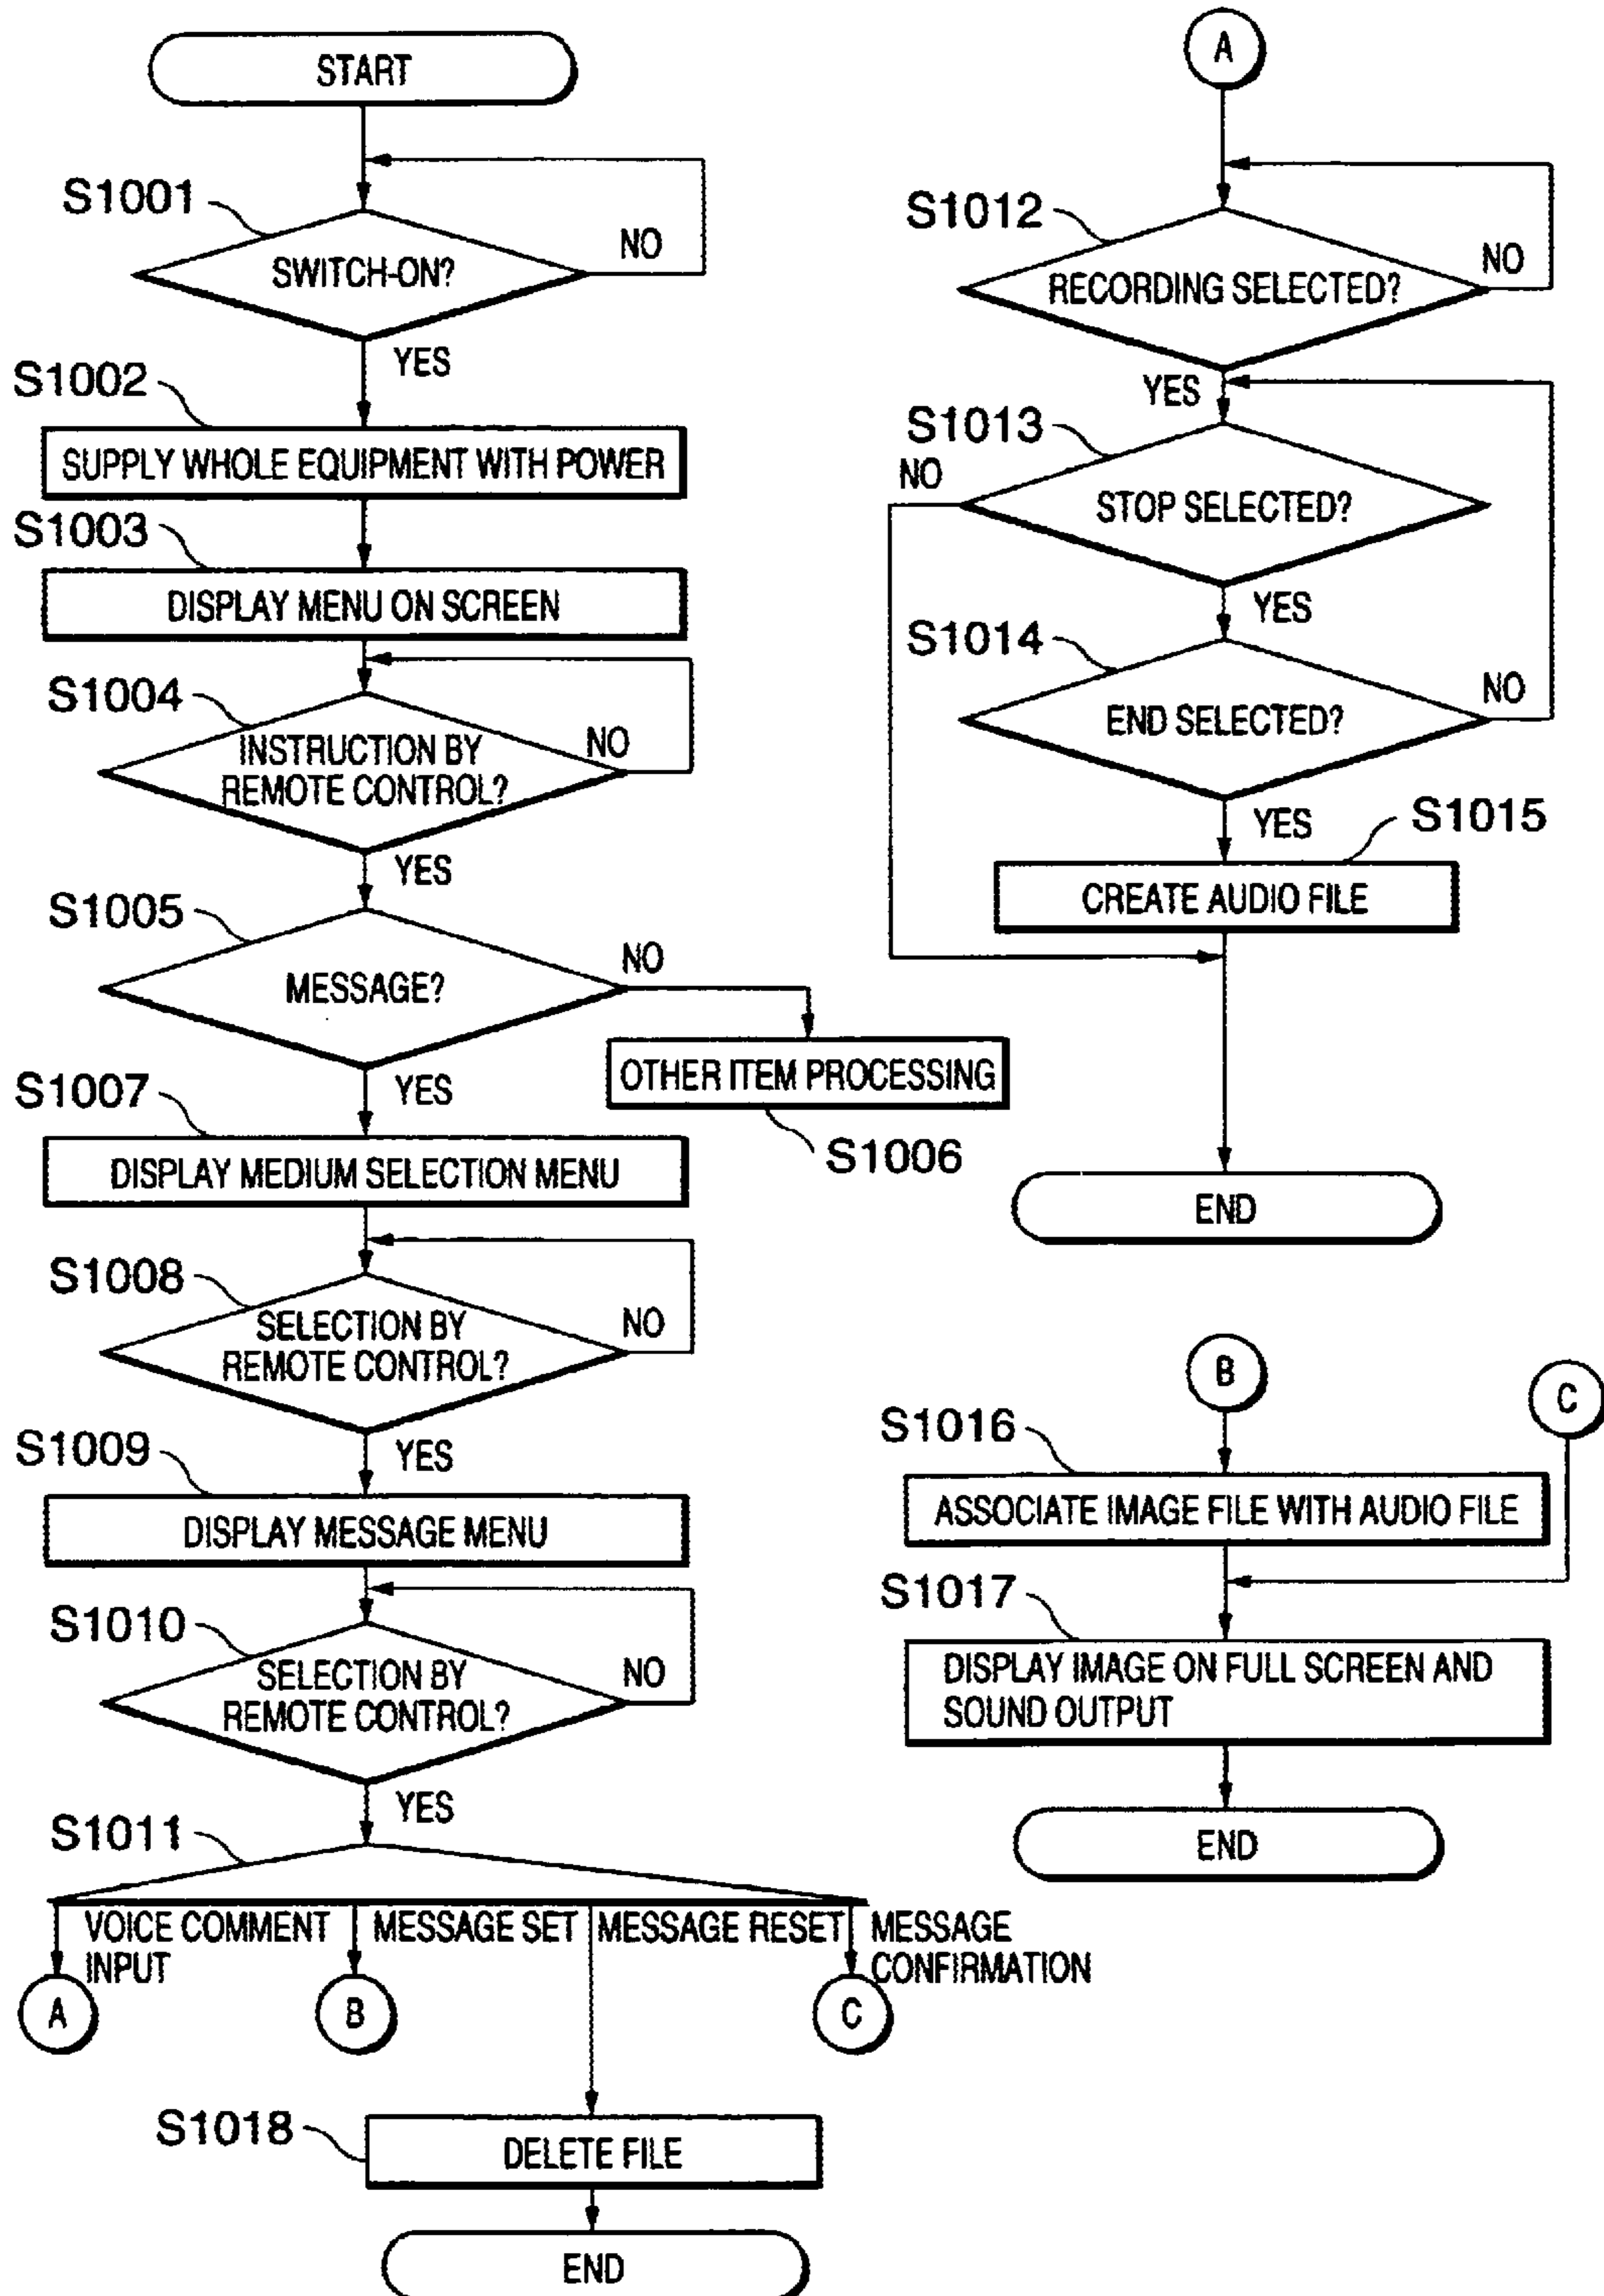 START
S1001
SWITCH-ON?
NO
YES
S1002
SUPPLY WHOLE EQUIPMENT WITH POWER
S1003
DISPLAY MENU ON SCREEN
S1004
INSTRUCTION BY
REMOTE CONTROL?
NO
YES
S1005
MESSAGE?
NO
YES
OTHER ITEM PROCESSING
S1006
S1007
DISPLAY MEDIUM SELECTION MENU
S1008
SELECTION BY
REMOTE CONTROL?
NO
YES
S1009
DISPLAY MESSAGE MENU
S1010
SELECTION BY
REMOTE CONTROL?
NO
YES
S1011
VOICE COMMENT
INPUT
MESSAGE SET
MESSAGE RESET
MESSAGE
CONFIRMATION
A
B
C
S1018
DELETE FILE
END
A
S1012
RECORDING SELECTED?
NO
YES
S1013
NO
STOP SELECTED?
YES
S1014
END SELECTED?
NO
YES
S1015
CREATE AUDIO FILE
END
B
C
S1016
ASSOCIATE IMAGE FILE WITH AUDIO FILE
S1017
DISPLAY IMAGE ON FULL SCREEN AND
SOUND OUTPUT
END